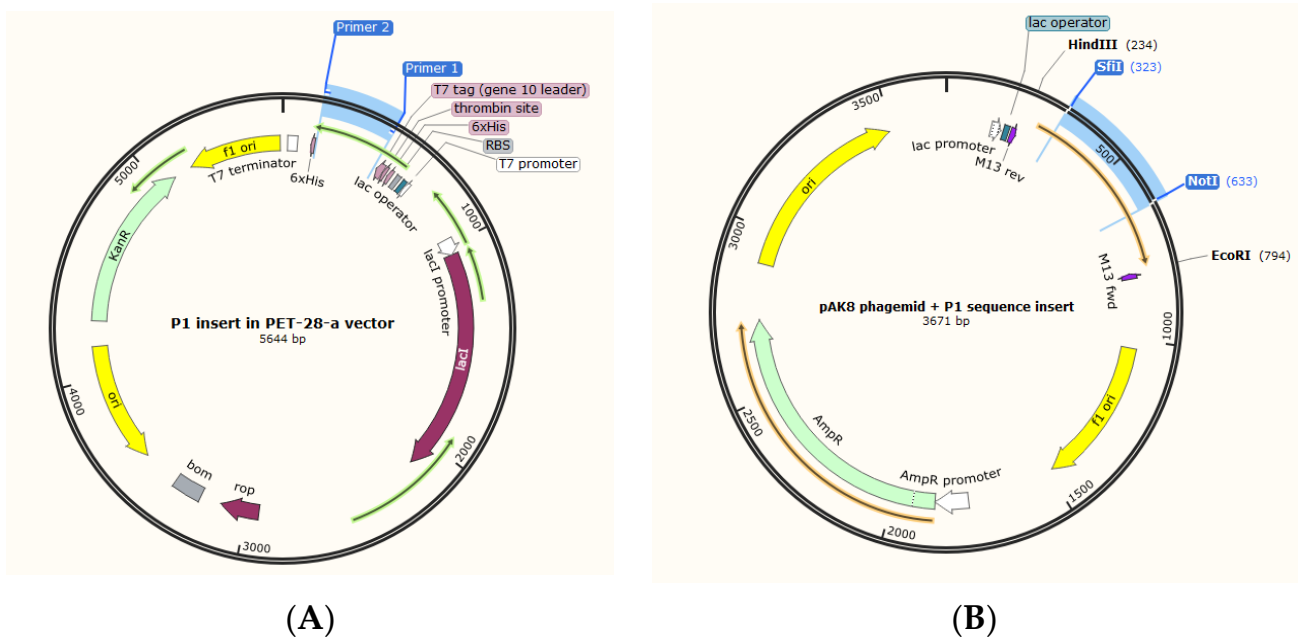 Primer 2
Primer 1
T7 tag (gene 10 leader)
thrombin site
6xHis
RBS
T7 promoter
lac operator
6xHis
T7 terminator
f1 ori
5000
KanR
1000
lacI promoter
lacI
P1 insert in PET-28-a vector
5644 bp
ori
4000
bom
rop
3000
2000
(A)
lac operator
HindIII (234)
SfiI (323)
3500
lac promoter
M13 rev
500
NotI (633)
ori
3000
EcoRI (794)
M13 fwd
pAK8 phagemid + P1 sequence insert
3671 bp
1000
f1 ori
2500
AmpR
AmpR promoter
1500
2000
(B)